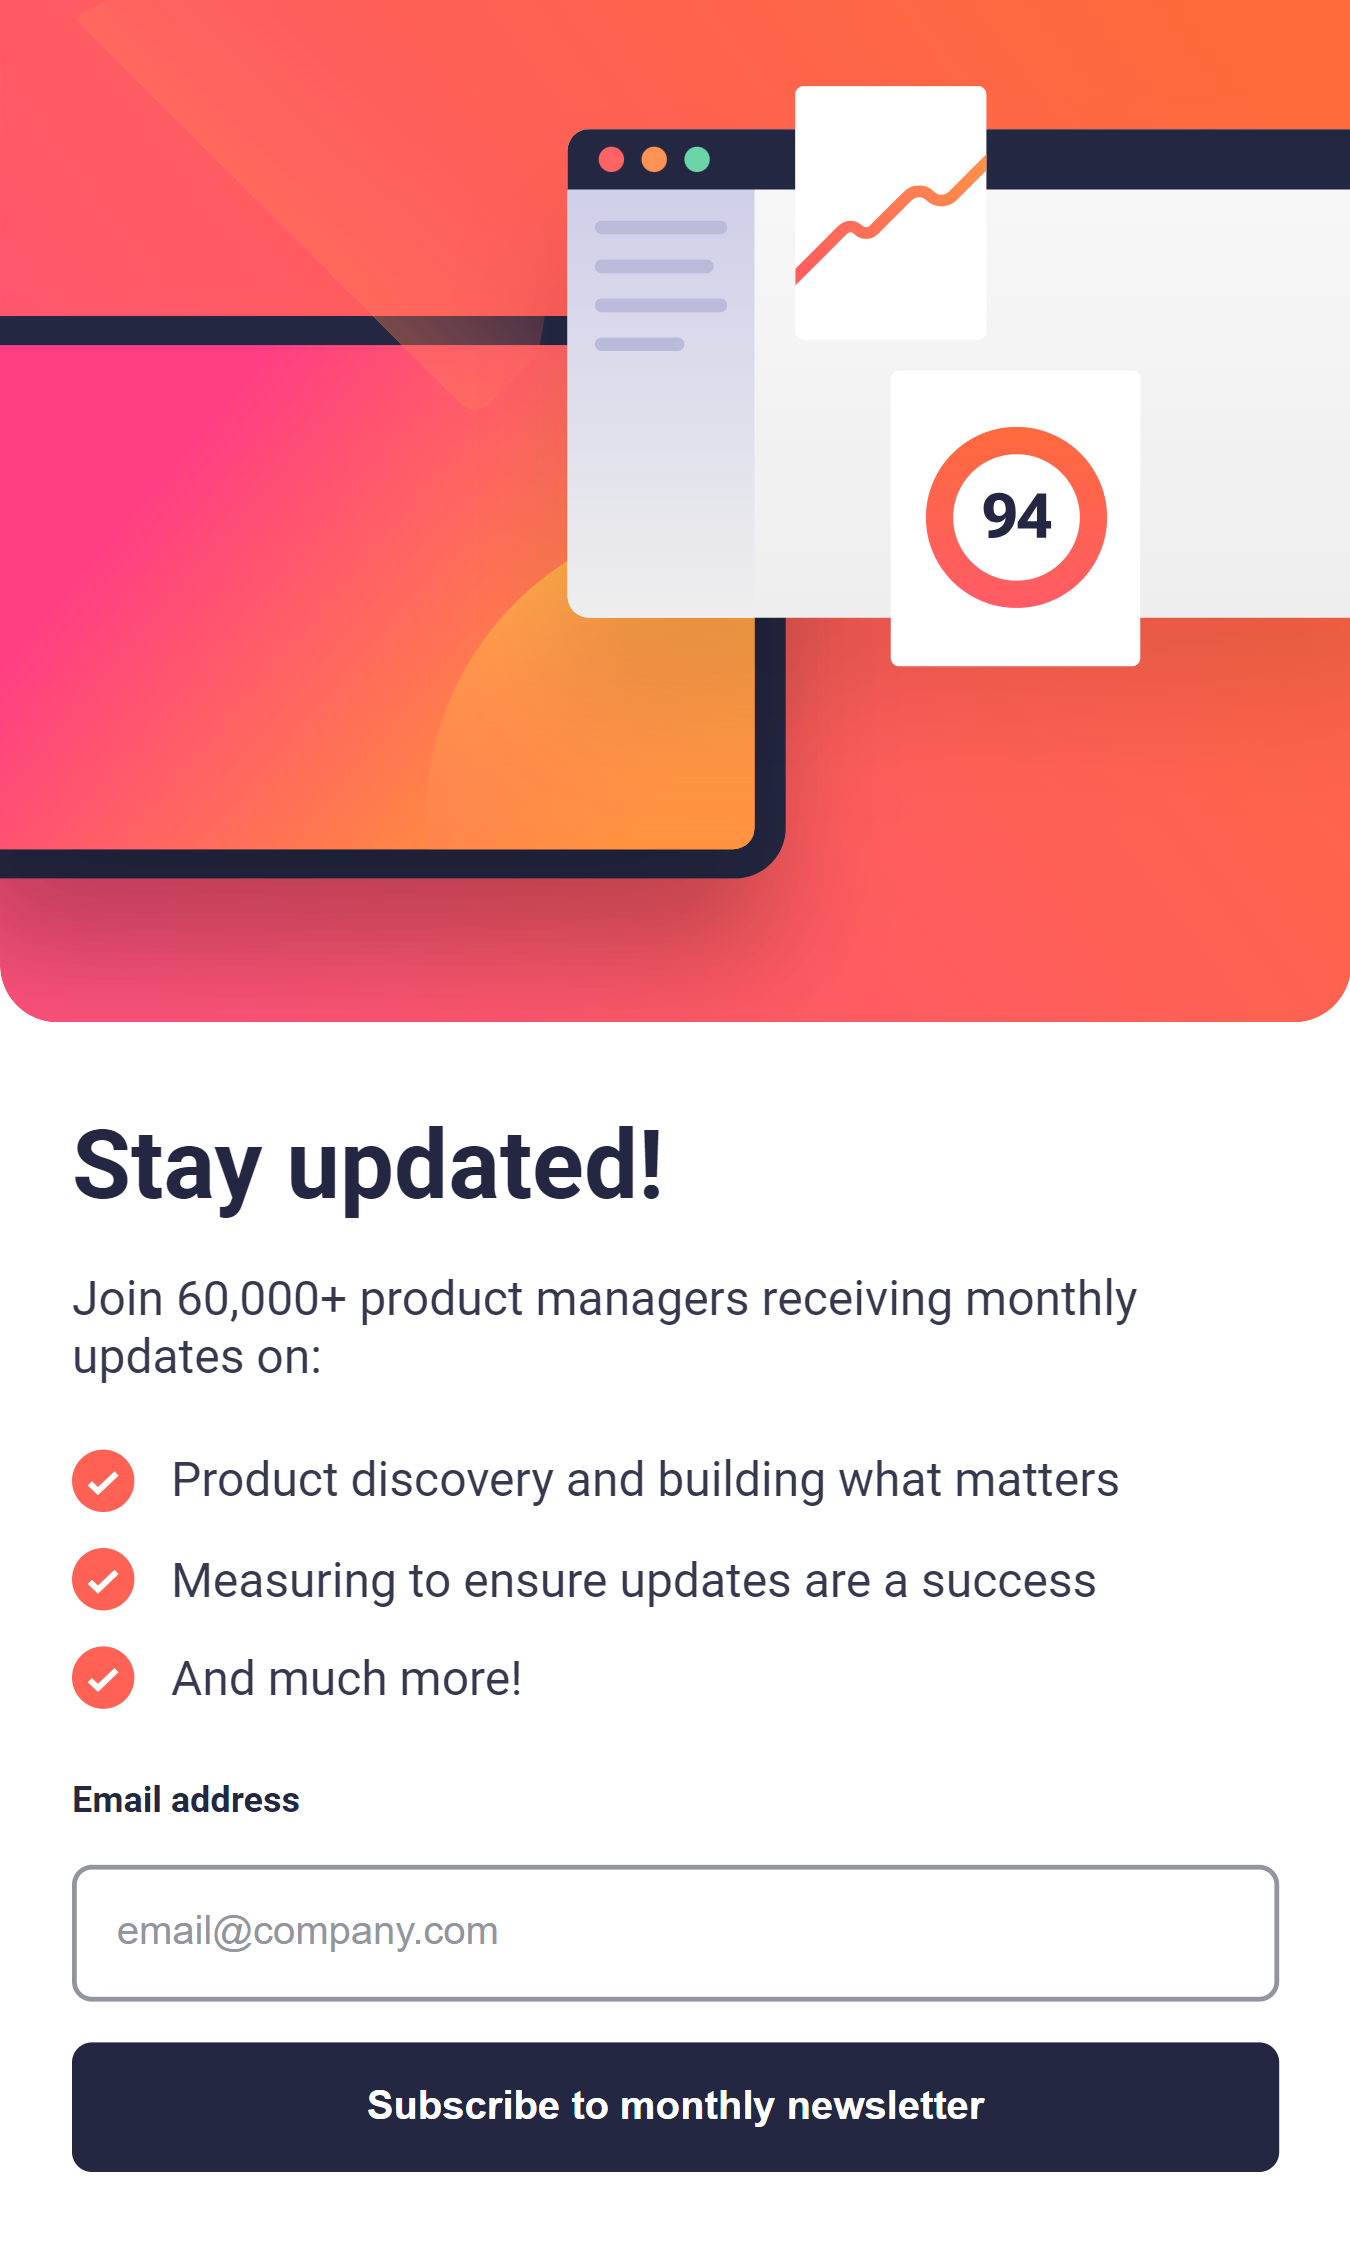 94
Stay updated!
Join 60,000+ product managers receiving monthly
updates on:
Product discovery and building what matters
Measuring to ensure updates are a success
And much more!
Email address
email@company.com
Subscribe to monthly newsletter